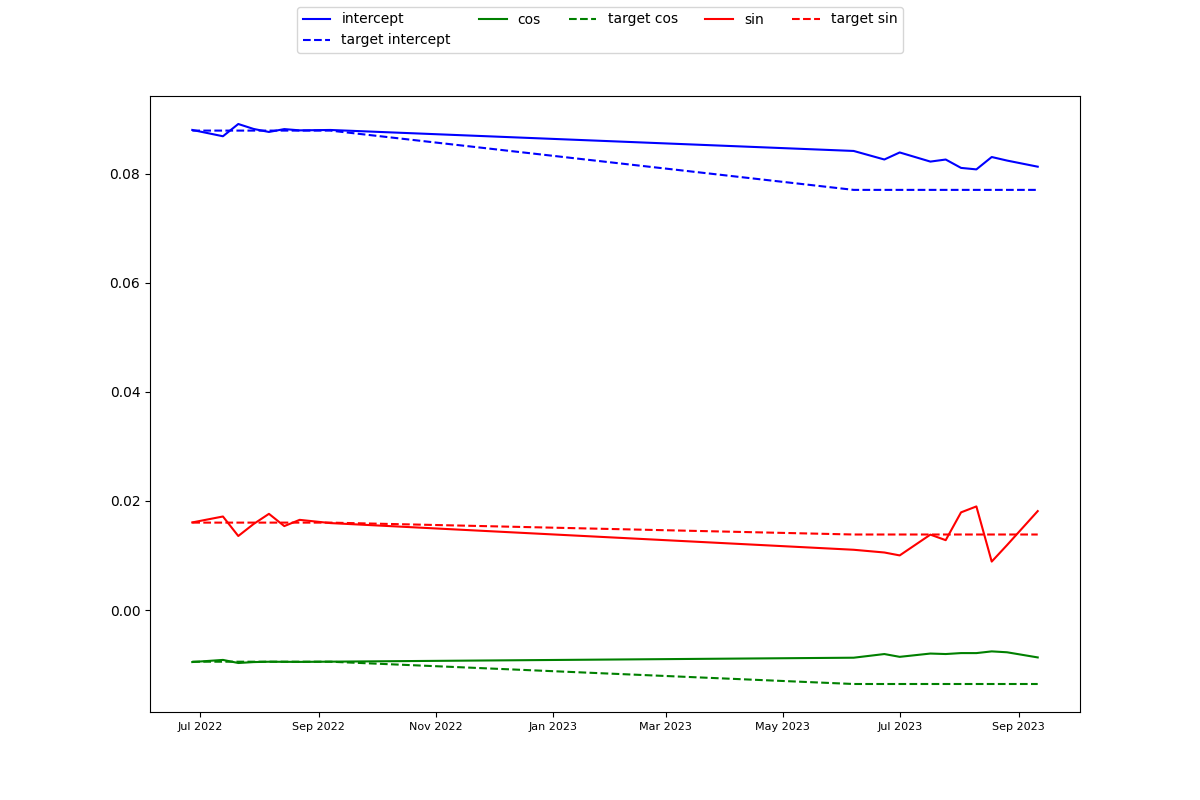 intercept cos target cos sin target sin
target intercept
0.08
0.06
0.04
0.02
0.00
Jul 2022 Sep 2022 Nov 2022 Jan 2023 Mar 2023 May 2023 Jul 2023 Sep 2023